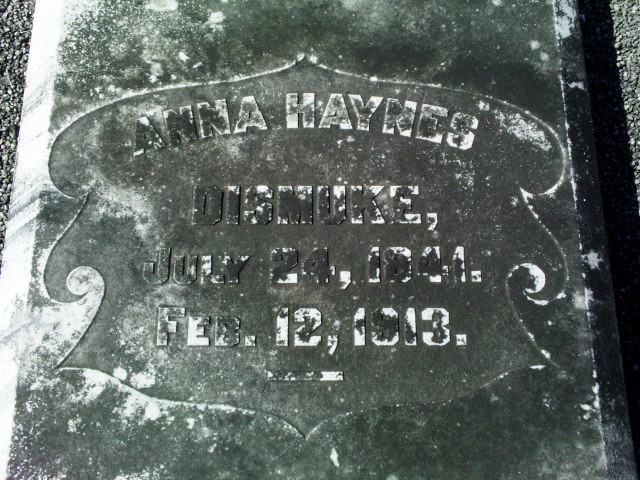 ANNA HAYNES
DISMUKE,
JULY 24, 1841.
FEB. 12, 1913.